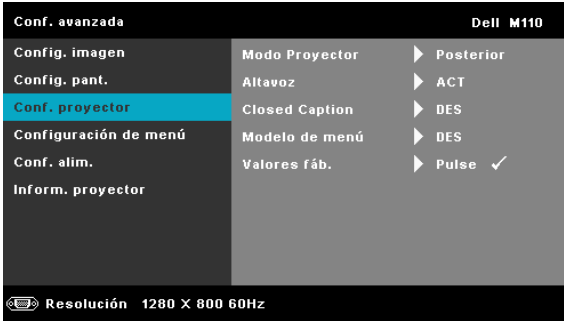 Conf. avanzada Dell M110
Config. imagen
Config. pant.
Conf. proyector
Configuración de menú
Conf. alim.
Inform. proyector
Modo Proyector Posterior
Altavoz ACT
Closed Caption DES
Modelo de menú DES
Valores fáb. Pulse
Resolución 1280 X 800 60Hz